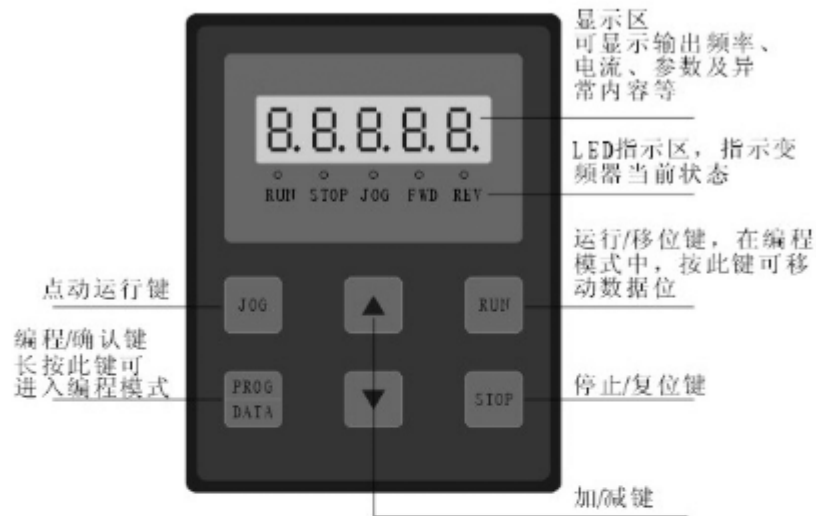 显示区
可显示输出频率、
电流、参数及异
常内容等
8.8.8.8.8.
LED指示区，指示变
频器当前状态
RUN STOP JOG FWD REV
运行/移位键，在编程
模式中，按此键可移
动数据位
点动运行键
JOG
RUN
编程/确认键
长按此键可
进入编程模式
PROG
DATA
STOP
停止/复位键
加/减键